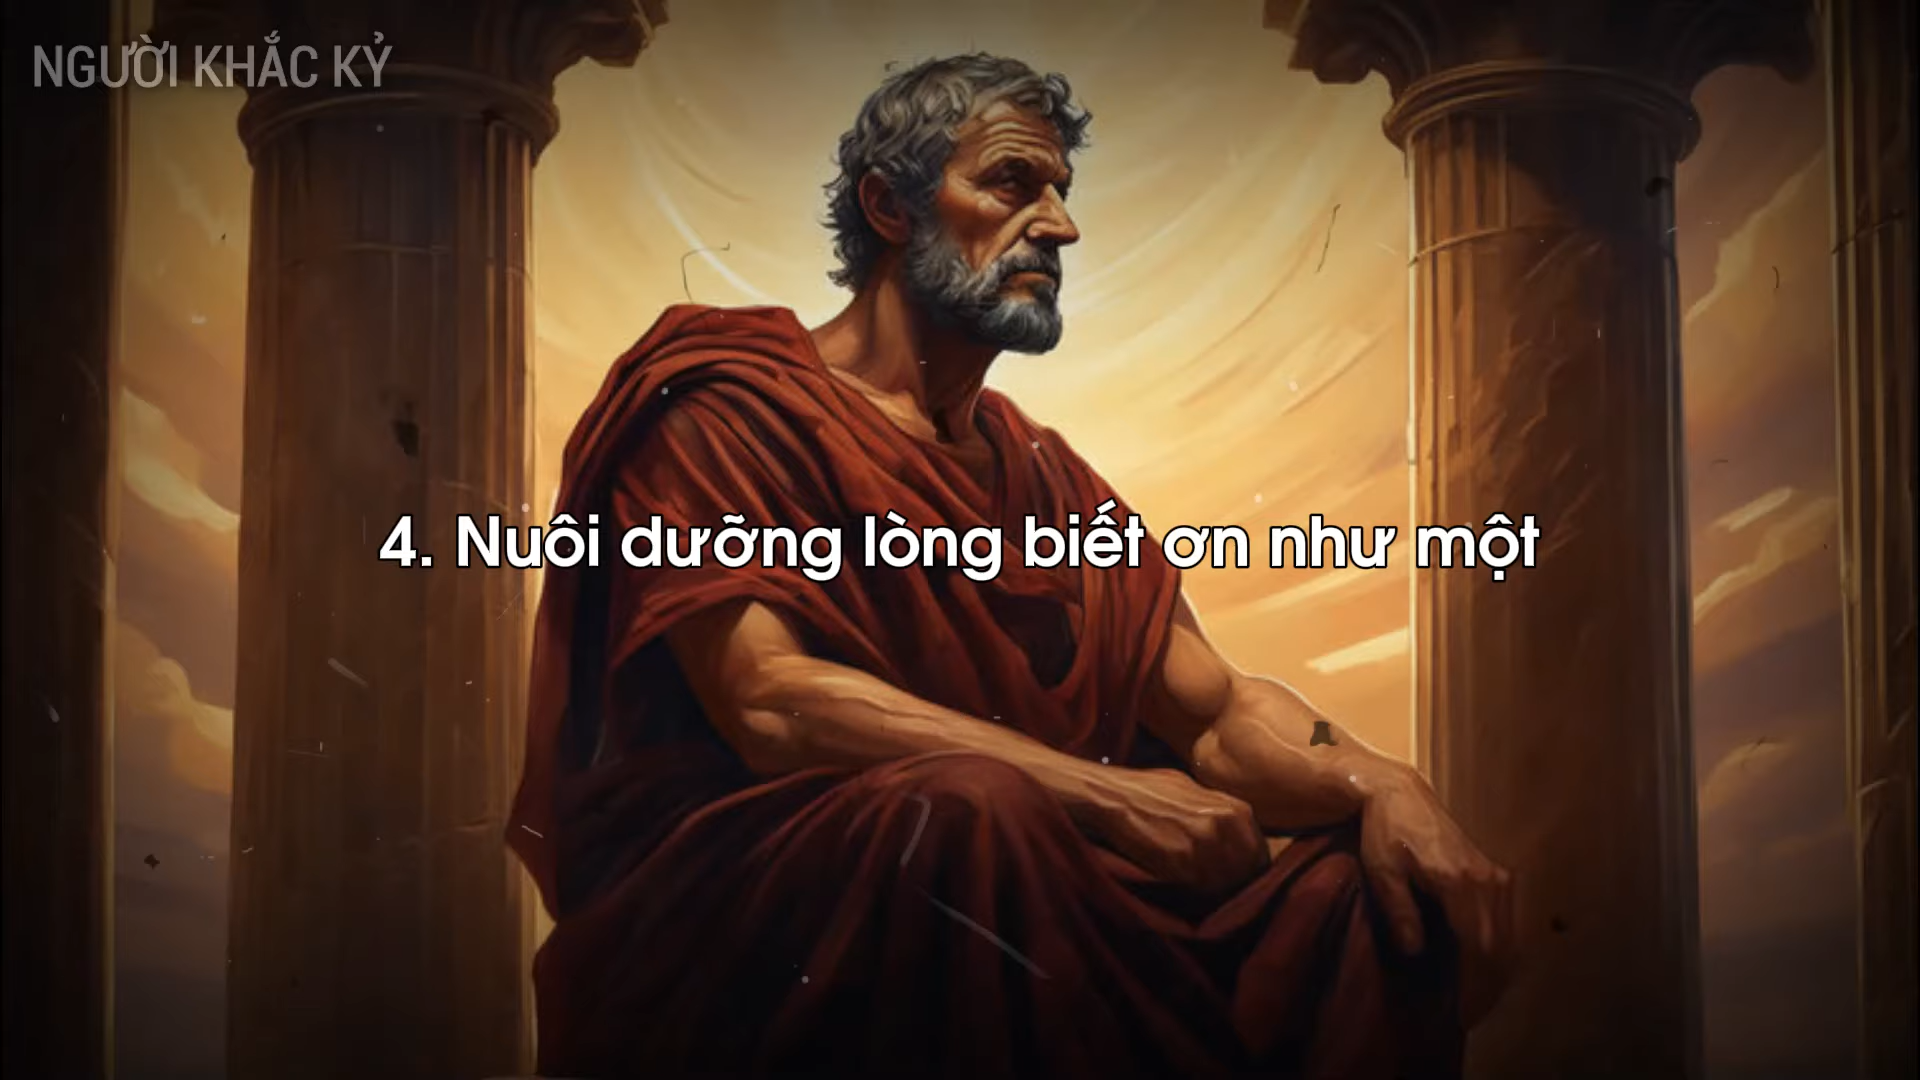 NGƯỜI KHẮC KỶ
4. Nuôi dưỡng lòng biết ơn như một